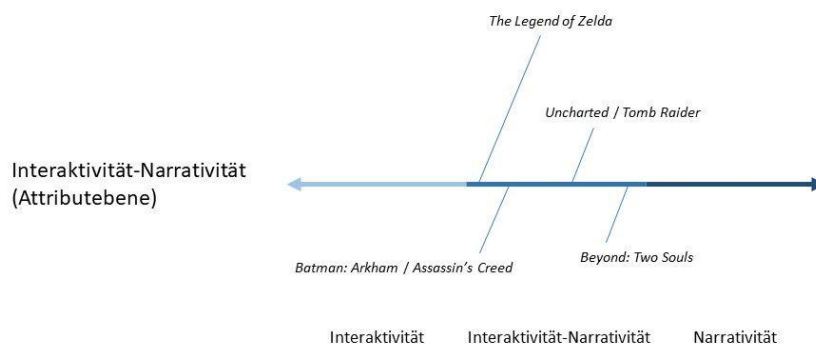 The Legend of Zelda
Uncharted / Tomb Raider
Interaktivität-Narrativität
(Attributebene)
Batman: Arkham / Assassin's Creed
Beyond: Two Souls
Interaktivität
Interaktivität-Narrativität
Narrativität